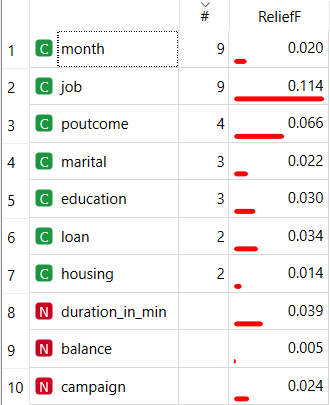 # ReliefF
1 C month 9 0.020
2 C job 9 0.114
3 C poutcome 4 0.066
4 C marital 3 0.022
5 C education 3 0.030
6 C loan 2 0.034
7 C housing 2 0.014
8 N duration_in_min 0.039
9 N balance 0.005
10 N campaign 0.024